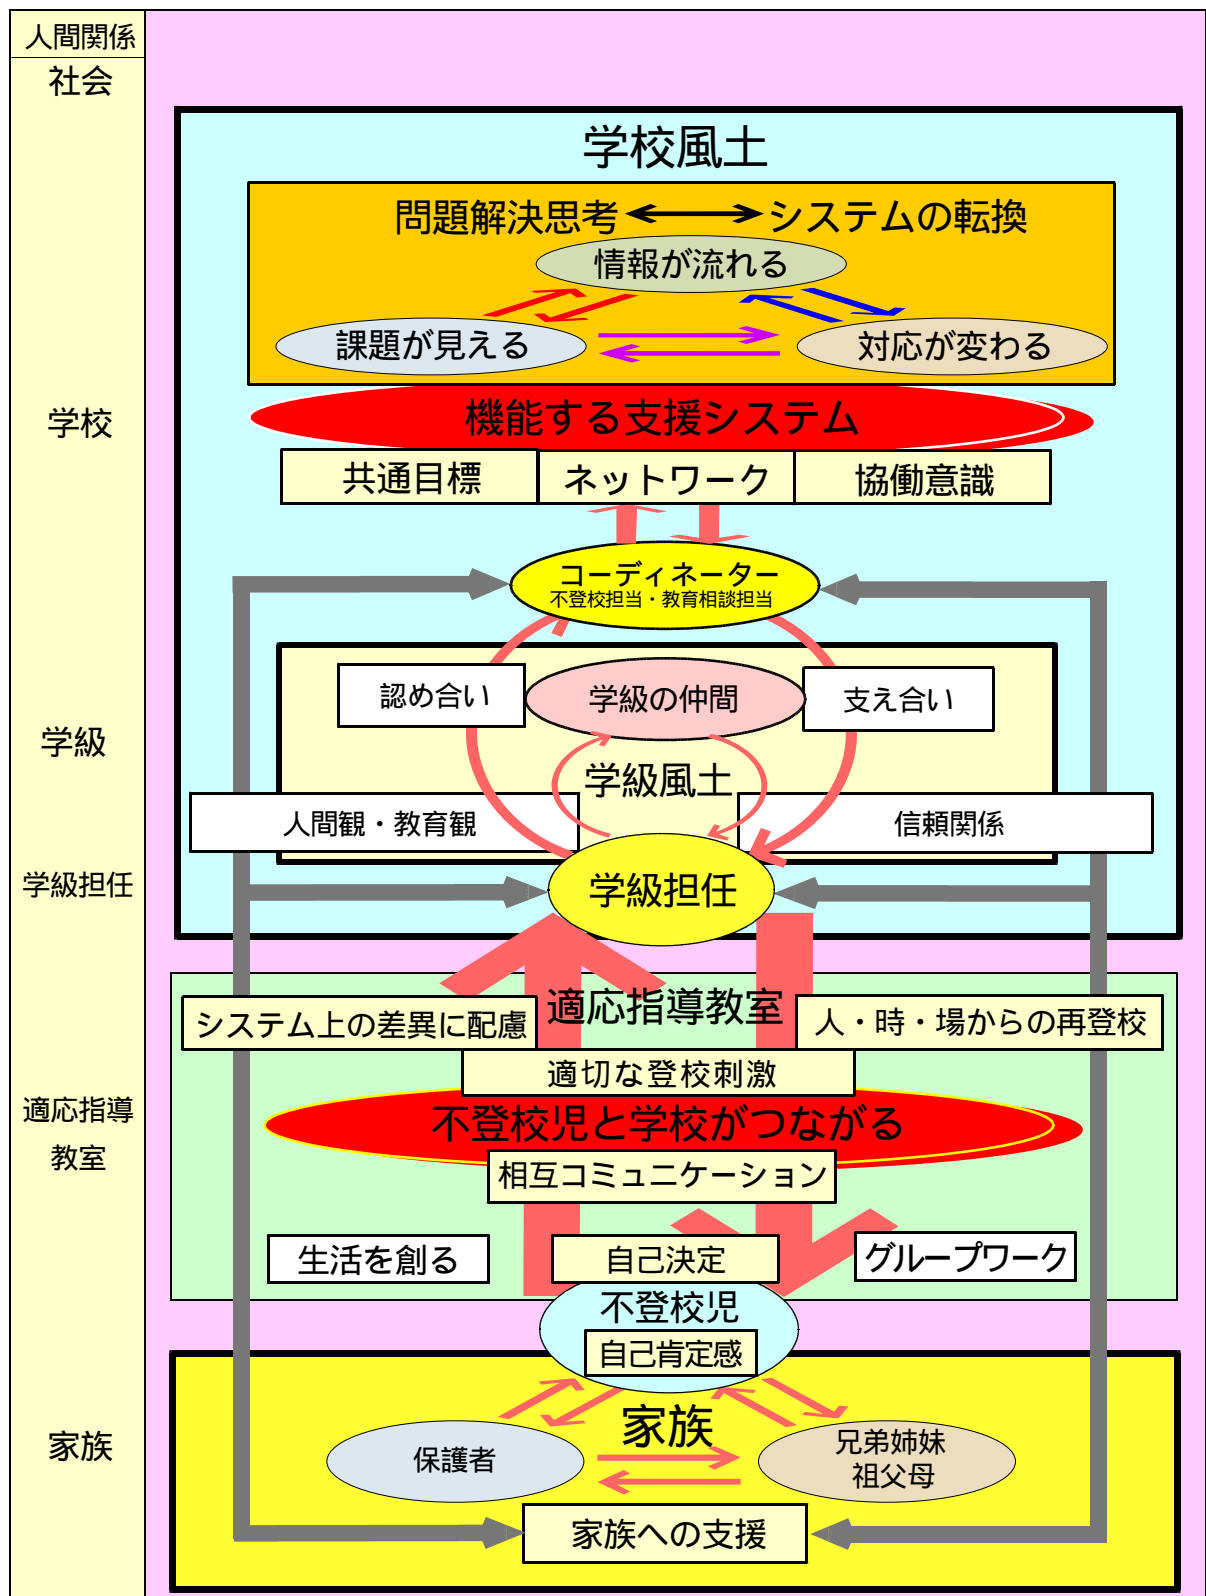 人間関係
社会
学校風土
問題解決思考
システムの転換
情報が流れる
課題が見える
対応が変わる
学校
機能する支援システム
共通目標
ネットワーク
協働意識
コーディネーター
不登校担当・教育相談担当
認め合い
学級の仲間
支え合い
学級
学級風土
人間観・教育観
信頼関係
学級担任
学級担任
適応指導教室
システム上の差異に配慮
人・時・場からの再登校
適切な登校刺激
適応指導
教室
不登校児と学校がつながる
相互コミュニケーション
生活を創る
自己決定
グループワーク
不登校児
自己肯定感
家族
家族
保護者
兄弟姉妹
祖父母
家族への支援